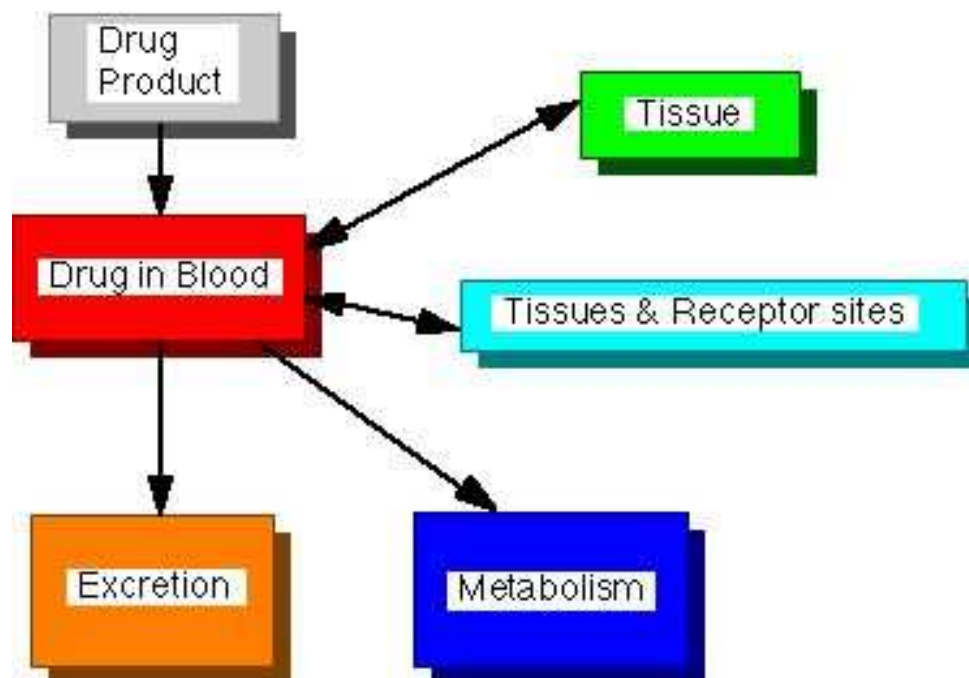 Drug
Product
Tissue
Drug in Blood
Tissues & Receptor sites
Excretion
Metabolism